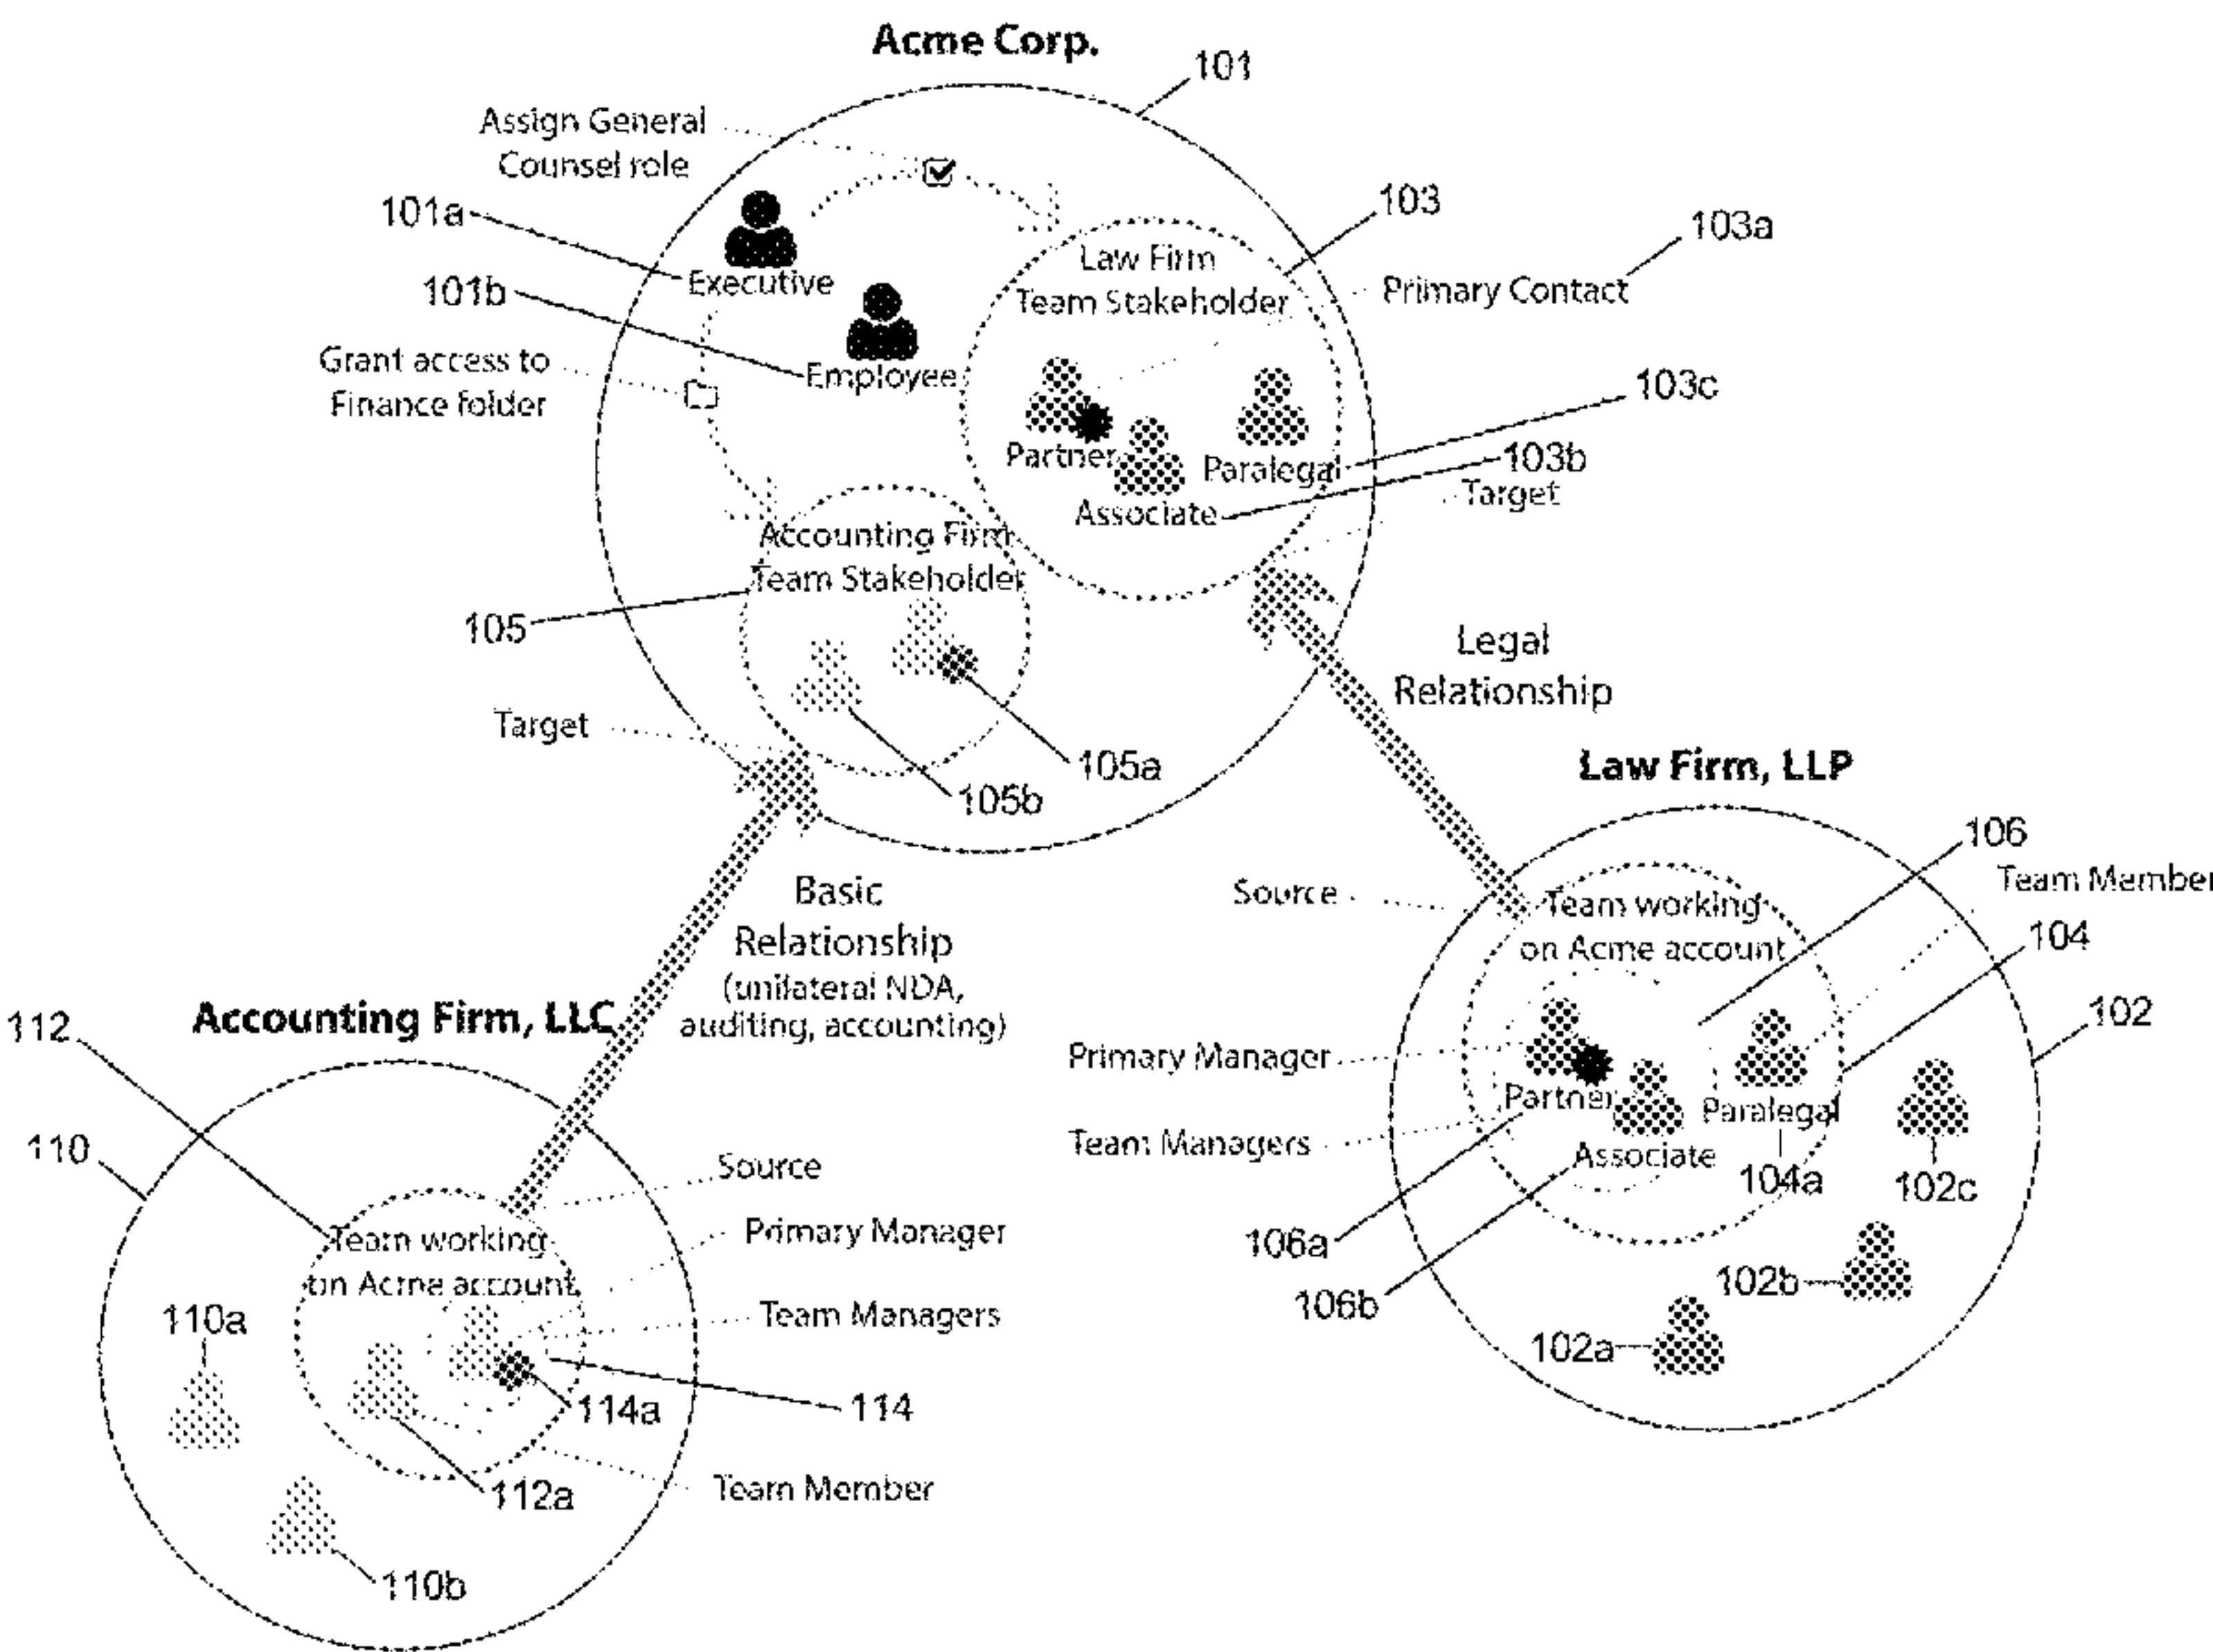 Acme Corp.
101
Assign General
Counsel role
101a
Executive
101b
Employee
Grant access to
Finance folder
103
Law Firm
Team Stakeholder
103a
Primary Contact
103c
Partner
Paralegal
103b
Associate
Target
Accounting Firm
Team Stakeholder
105
105a
105b
Target
Legal
Relationship
Law Firm, LLP
106
Team Member
Source
Team working
on Acme account
104
102
Primary Manager
Partner
Paralegal
Team Managers
Associate
104a
102c
106a
106b
102b
102a
Basic
Relationship
(unilateral NDA,
auditing, accounting)
Accounting Firm, LLC
112
110
Source
Team working
on Acme account
Primary Manager
Team Managers
110a
114a
114
112a
Team Member
110b